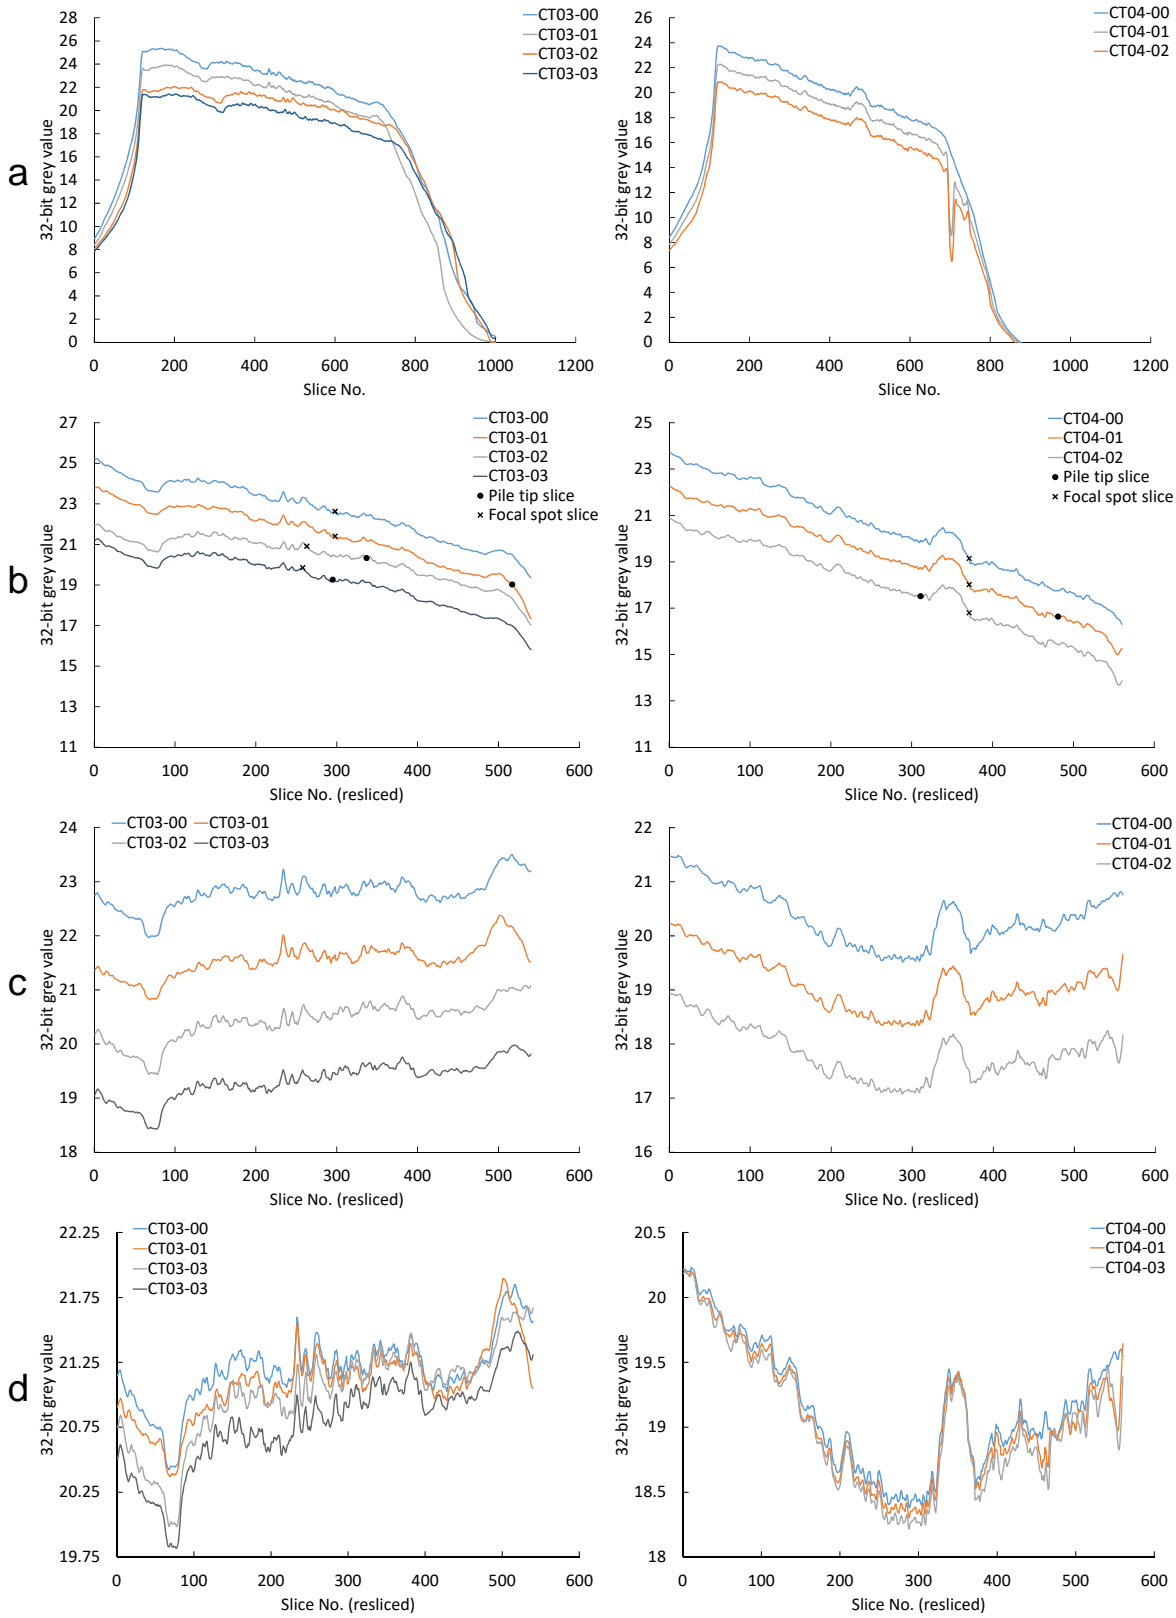 a
32-bit grey value
28
26
24
22
20
18
16
14
12
10
8
6
4
2
0
0 200 400 600 800 1000 1200
Slice No.
CT03-00
CT03-01
CT03-02
CT03-03
32-bit grey value
26
24
22
20
18
16
14
12
10
8
6
4
2
0
0 200 400 600 800 1000 1200
Slice No.
CT04-00
CT04-01
CT04-02
b
32-bit grey value
27
25
23
21
19
17
15
13
11
0 100 200 300 400 500 600
Slice No. (resliced)
CT03-00
CT03-01
CT03-02
CT03-03
Pile tip slice
Focal spot slice
32-bit grey value
25
23
21
19
17
15
13
11
0 100 200 300 400 500 600
Slice No. (resliced)
CT04-00
CT04-01
CT04-02
Pile tip slice
Focal spot slice
c
32-bit grey value
24
23
22
21
20
19
18
0 100 200 300 400 500 600
Slice No. (resliced)
CT03-00 CT03-01
CT03-02 CT03-03
32-bit grey value
22
21
20
19
18
17
16
0 100 200 300 400 500 600
Slice No. (resliced)
CT04-00
CT04-01
CT04-02
d
32-bit grey value
22.25
21.75
21.25
20.75
20.25
19.75
0 100 200 300 400 500 600
Slice No. (resliced)
CT03-00
CT03-01
CT03-03
CT03-03
32-bit grey value
20.5
20
19.5
19
18.5
18
0 100 200 300 400 500 600
Slice No. (resliced)
CT04-00
CT04-01
CT04-03